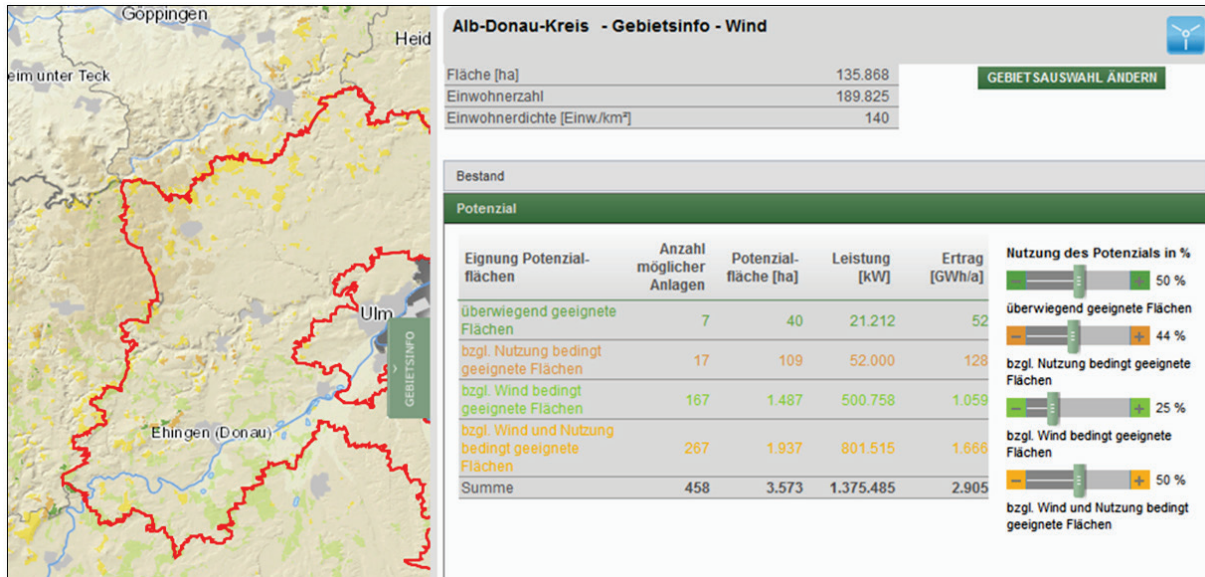 Göppingen
Heid
eim unter Teck
Ulm
Ehingen (Donau)
GEBIETSINFO
Alb-Donau-Kreis - Gebietsinfo - Wind
Fläche [ha] 135.868
Einwohnerzahl 189.825
Einwohnerdichte [Einw./km²] 140
GEBIETSAUSWAHL ÄNDERN
Bestand
Potenzial
Eignung Potenzial-
flächen
Anzahl
möglicher
Anlagen
Potenzial-
fläche [ha]
Leistung
[kW]
Ertrag
[GWh/a]
überwiegend geeignete
Flächen
7 40 21.212 52
bzgl. Nutzung bedingt
geeignete Flächen
17 109 52.000 128
bzgl. Wind bedingt
geeignete Flächen
167 1.487 500.758 1.059
bzgl. Wind und Nutzung
bedingt geeignete
Flächen
267 1.937 801.515 1.666
Summe 458 3.573 1.375.485 2.905
Nutzung des Potenzials in %
50 %
überwiegend geeignete Flächen
44 %
bzgl. Nutzung bedingt geeignete
Flächen
25 %
bzgl. Wind bedingt geeignete
Flächen
50 %
bzgl. Wind und Nutzung bedingt
geeignete Flächen